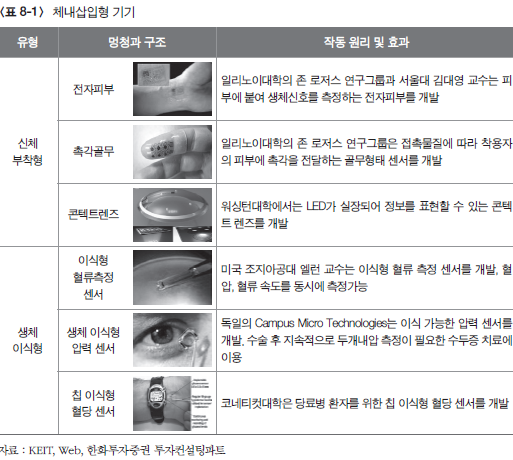 〈표 8-1〉 체내삽입형 기기
유형
멍청과 구조
작동 원리 및 효과
신체
부착형
전자피부
일리노이대학의 존 로저스 연구그룹과 서울대 김대영 교수는 피
부에 붙여 생체신호를 측정하는 전자피부를 개발
촉각골무
일리노이대학의 존 로저스 연구그룹은 접촉물질에 따라 착용자
의 피부에 촉각을 전달하는 골무형태 센서를 개발
콘텍트렌즈
워싱턴대학에서는 LED가 실장되어 정보를 표현할 수 있는 콘텍
트 렌즈를 개발
생체
이식형
이식형
혈류측정
센서
미국 조지아공대 엘런 교수는 이식형 혈류 측정 센서를 개발, 혈
압, 혈류 속도를 동시에 측정가능
생체 이식형
압력 센서
독일의 Campus Micro Technologies는 이식 가능한 압력 센서를
개발, 수술 후 지속적으로 두개내압 측정이 필요한 수두증 치료에
이용
칩 이식형
혈당 센서
코네티컷대학은 당료병 환자를 위한 칩 이식형 혈당 센서를 개발
자료 : KEIT, Web, 한화투자증권 투자컨설팅파트